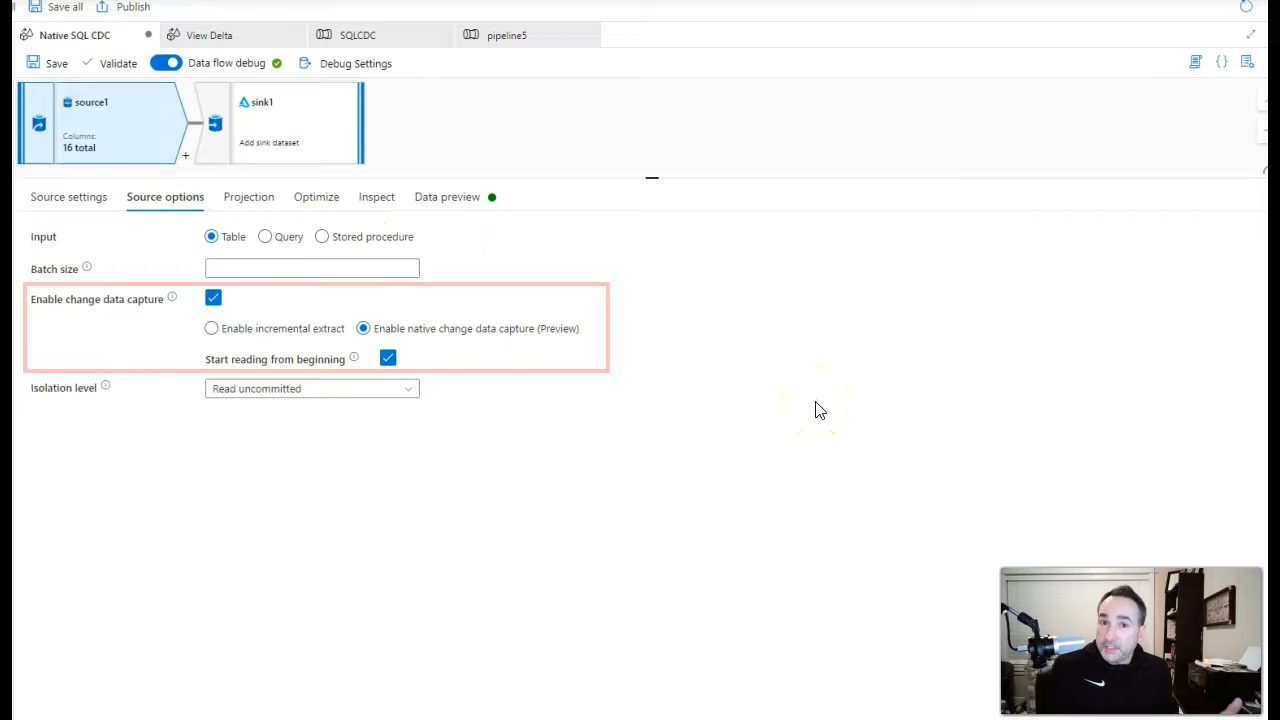 Save all Publish
Native SQL CDC View Delta SQLCDC pipeline5
Save Validate Data flow debug Debug Settings
source1
Columns:
16 total
sink1
Add sink dataset
Source settings Source options Projection Optimize Inspect Data preview
Input Table Query Stored procedure
Batch size
Enable change data capture
Enable incremental extract Enable native change data capture (Preview)
Start reading from beginning
Isolation level Read uncommitted